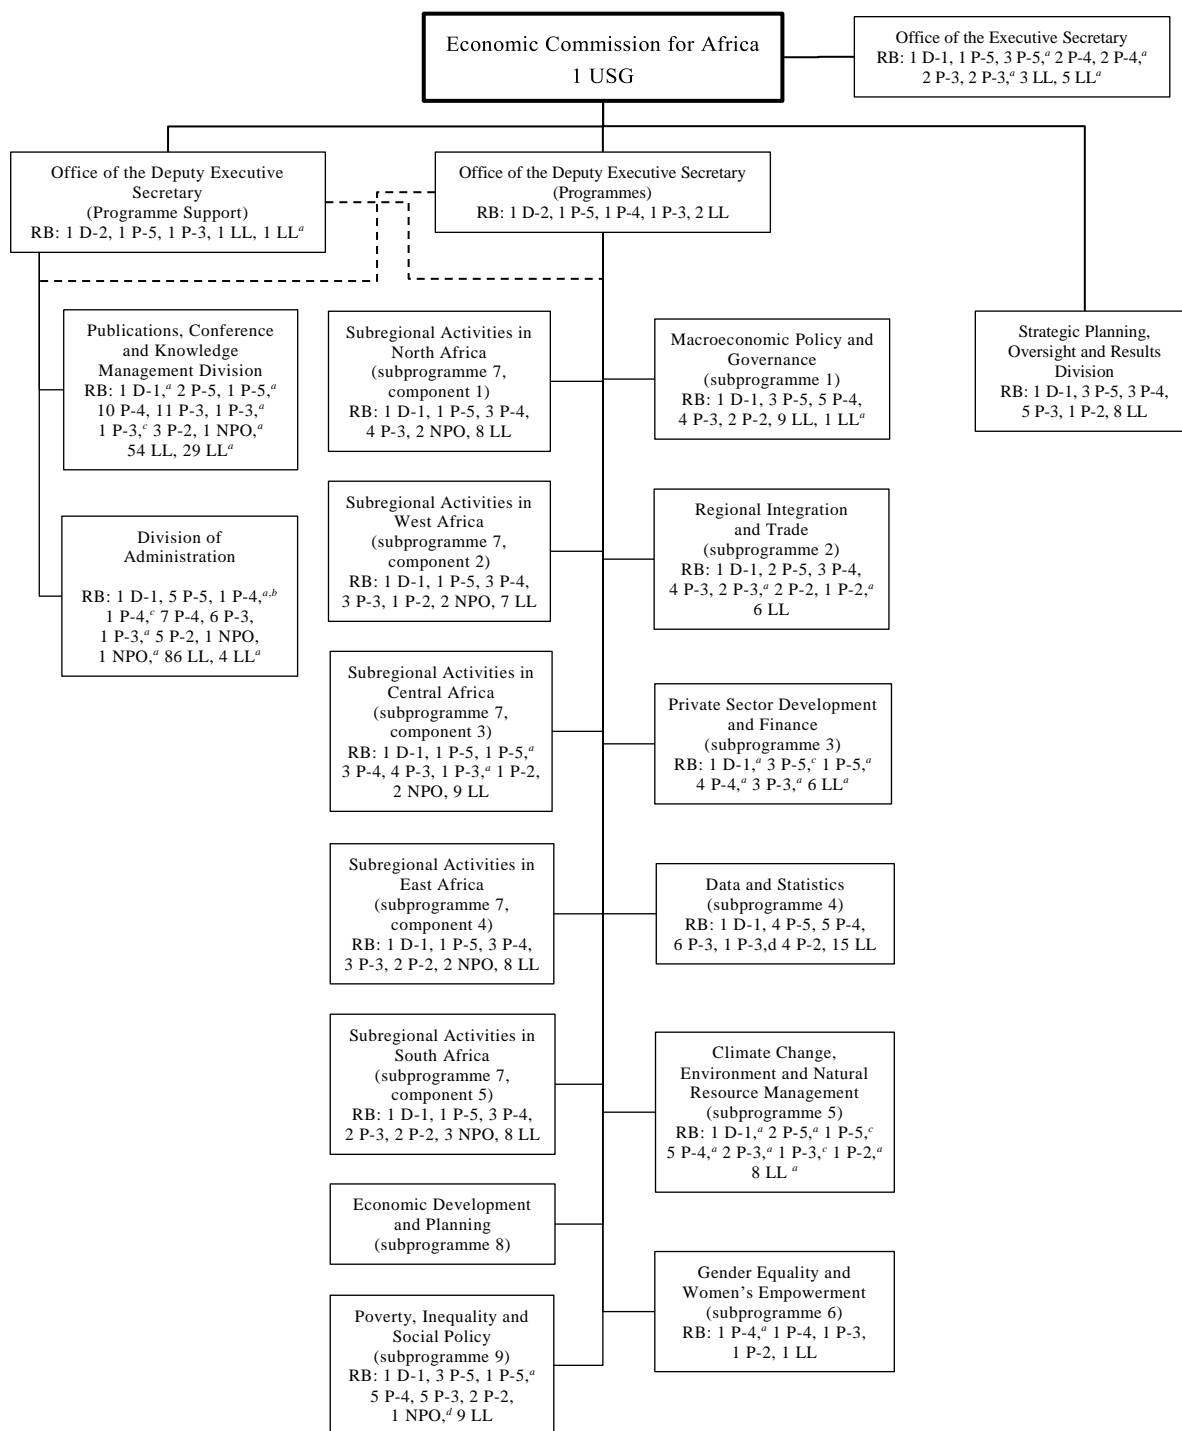 Economic Commission for Africa
1 USG
Office of the Executive Secretary
RB: 1 D-1, 1 P-5, 3 P-5,ᵃ 2 P-4, 2 P-4,ᵃ
2 P-3, 2 P-3,ᵃ 3 LL, 5 LLᵃ
Office of the Deputy Executive
Secretary
(Programme Support)
RB: 1 D-2, 1 P-5, 1 P-3, 1 LL, 1 LLᵃ
Office of the Deputy Executive Secretary
(Programmes)
RB: 1 D-2, 1 P-5, 1 P-4, 1 P-3, 2 LL
Publications, Conference
and Knowledge
Management Division
RB: 1 D-1,ᵃ 2 P-5, 1 P-5,ᵃ
10 P-4, 11 P-3, 1 P-3,ᵃ
1 P-3,ᶜ 3 P-2, 1 NPO,ᵃ
54 LL, 29 LLᵃ
Division of
Administration
RB: 1 D-1, 5 P-5, 1 P-4,ᵃ,ᵇ
1 P-4,ᶜ 7 P-4, 6 P-3,
1 P-3,ᵃ 5 P-2, 1 NPO,
1 NPO,ᵃ 86 LL, 4 LLᵃ
Subregional Activities in
North Africa
(subprogramme 7,
component 1)
RB: 1 D-1, 1 P-5, 3 P-4,
4 P-3, 2 NPO, 8 LL
Subregional Activities in
West Africa
(subprogramme 7,
component 2)
RB: 1 D-1, 1 P-5, 3 P-4,
3 P-3, 1 P-2, 2 NPO, 7 LL
Subregional Activities in
Central Africa
(subprogramme 7,
component 3)
RB: 1 D-1, 1 P-5, 1 P-5,ᵃ
3 P-4, 4 P-3, 1 P-3,ᵃ 1 P-2,
2 NPO, 9 LL
Subregional Activities in
East Africa
(subprogramme 7,
component 4)
RB: 1 D-1, 1 P-5, 3 P-4,
3 P-3, 2 P-2, 2 NPO, 8 LL
Subregional Activities in
South Africa
(subprogramme 7,
component 5)
RB: 1 D-1, 1 P-5, 3 P-4,
2 P-3, 2 P-2, 3 NPO, 8 LL
Economic Development
and Planning
(subprogramme 8)
Poverty, Inequality and
Social Policy
(subprogramme 9)
RB: 1 D-1, 3 P-5, 1 P-5,ᵃ
5 P-4, 5 P-3, 2 P-2,
1 NPO,ᵈ 9 LL
Macroeconomic Policy and
Governance
(subprogramme 1)
RB: 1 D-1, 3 P-5, 5 P-4,
4 P-3, 2 P-2, 9 LL, 1 LLᵃ
Regional Integration
and Trade
(subprogramme 2)
RB: 1 D-1, 2 P-5, 3 P-4,
4 P-3, 2 P-3,ᵃ 2 P-2, 1 P-2,ᵃ
6 LL
Private Sector Development
and Finance
(subprogramme 3)
RB: 1 D-1,ᵃ 3 P-5,ᶜ 1 P-5,ᵃ
4 P-4,ᵃ 3 P-3,ᵃ 6 LLᵃ
Data and Statistics
(subprogramme 4)
RB: 1 D-1, 4 P-5, 5 P-4,
6 P-3, 1 P-3,d 4 P-2, 15 LL
Climate Change,
Environment and Natural
Resource Management
(subprogramme 5)
RB: 1 D-1,ᵃ 2 P-5,ᵃ 1 P-5,ᶜ
5 P-4,ᵃ 2 P-3,ᵃ 1 P-3,ᶜ 1 P-2,ᵃ
8 LL ᵃ
Gender Equality and
Women's Empowerment
(subprogramme 6)
RB: 1 P-4,ᵃ 1 P-4, 1 P-3,
1 P-2, 1 LL
Strategic Planning,
Oversight and Results
Division
RB: 1 D-1, 3 P-5, 3 P-4,
5 P-3, 1 P-2, 8 LL